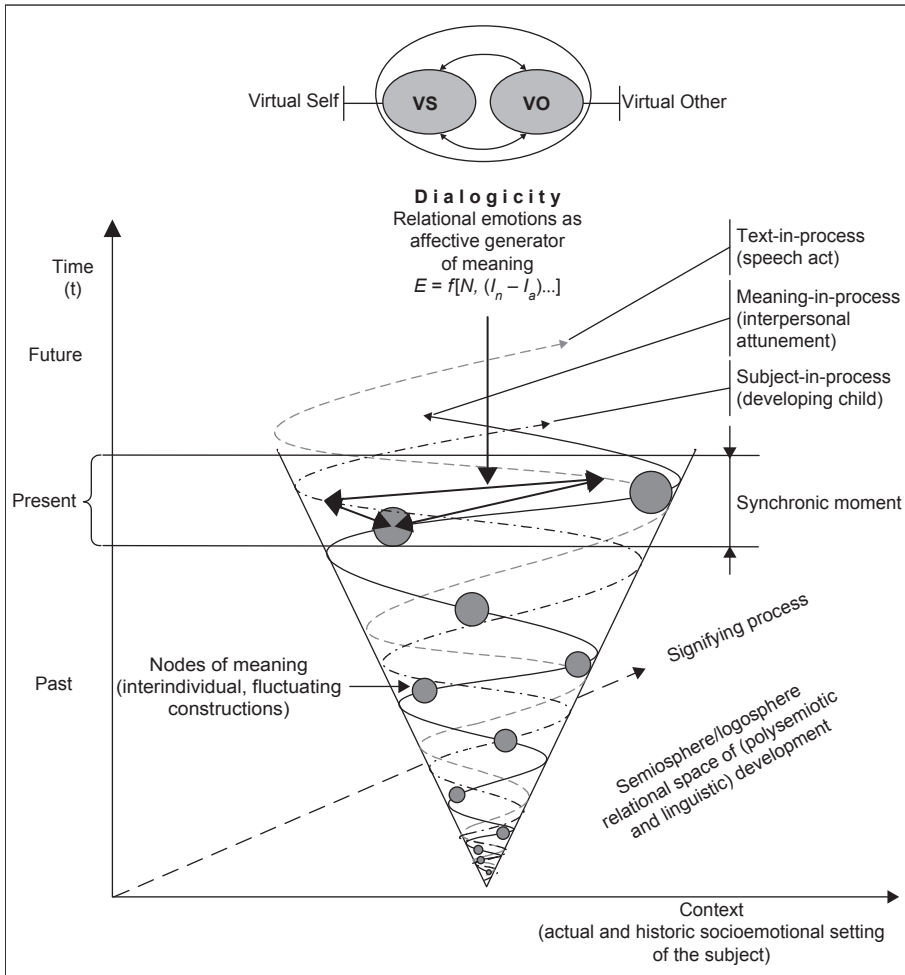 VS
VO
Virtual Self
Virtual Other
Dialogicity
Relational emotions as
affective generator
of meaning
E = f[N, (Iₙ – Iₐ)...]
Time
(t)
Future
Present
Past
Text-in-process
(speech act)
Meaning-in-process
(interpersonal
attunement)
Subject-in-process
(developing child)
Synchronic moment
Signifying process
Nodes of meaning
(interindividual, fluctuating
constructions)
Semiosphere/logosphere
relational space of (polysemiotic
and linguistic) development
Context
(actual and historic socioemotional setting
of the subject)